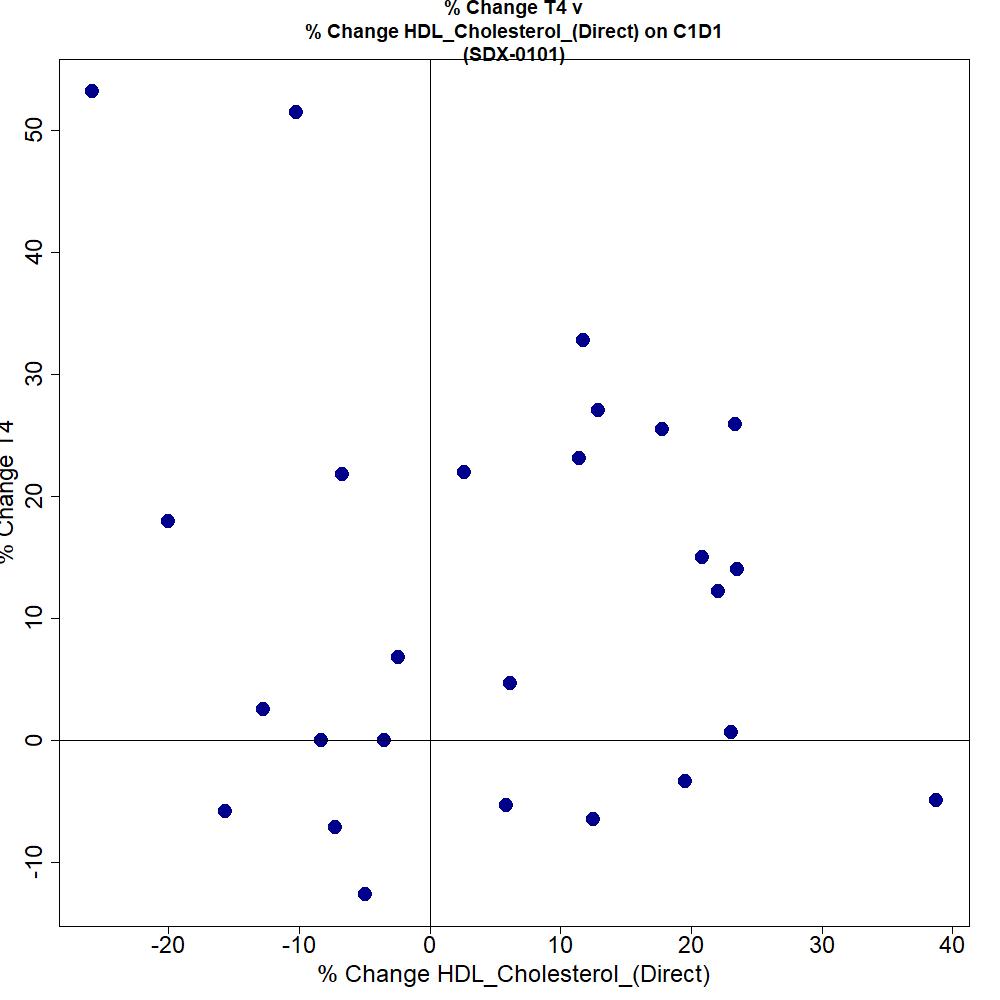 % Change T4 v
% Change HDL_Cholesterol_(Direct) on C1D1
(SDX-0101)
50
40
30
20
10
0
-10
% Change T4
-20 -10 0 10 20 30 40
% Change HDL_Cholesterol_(Direct)